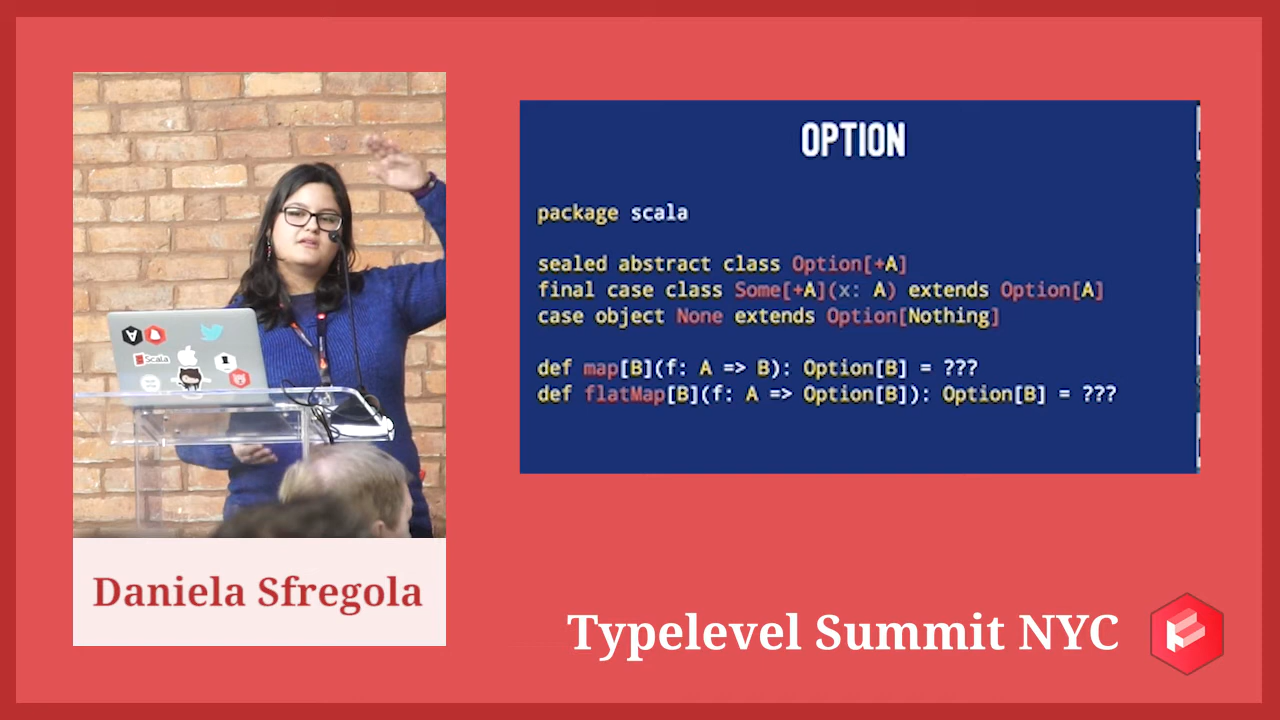 OPTION
package scala
sealed abstract class Option[+A]
final case class Some[+A](x: A) extends Option[A]
case object None extends Option[Nothing]
def map[B](f: A => B): Option[B] = ???
def flatMap[B](f: A => Option[B]): Option[B] = ???
Scala
Daniela Sfregola
Typelevel Summit NYC